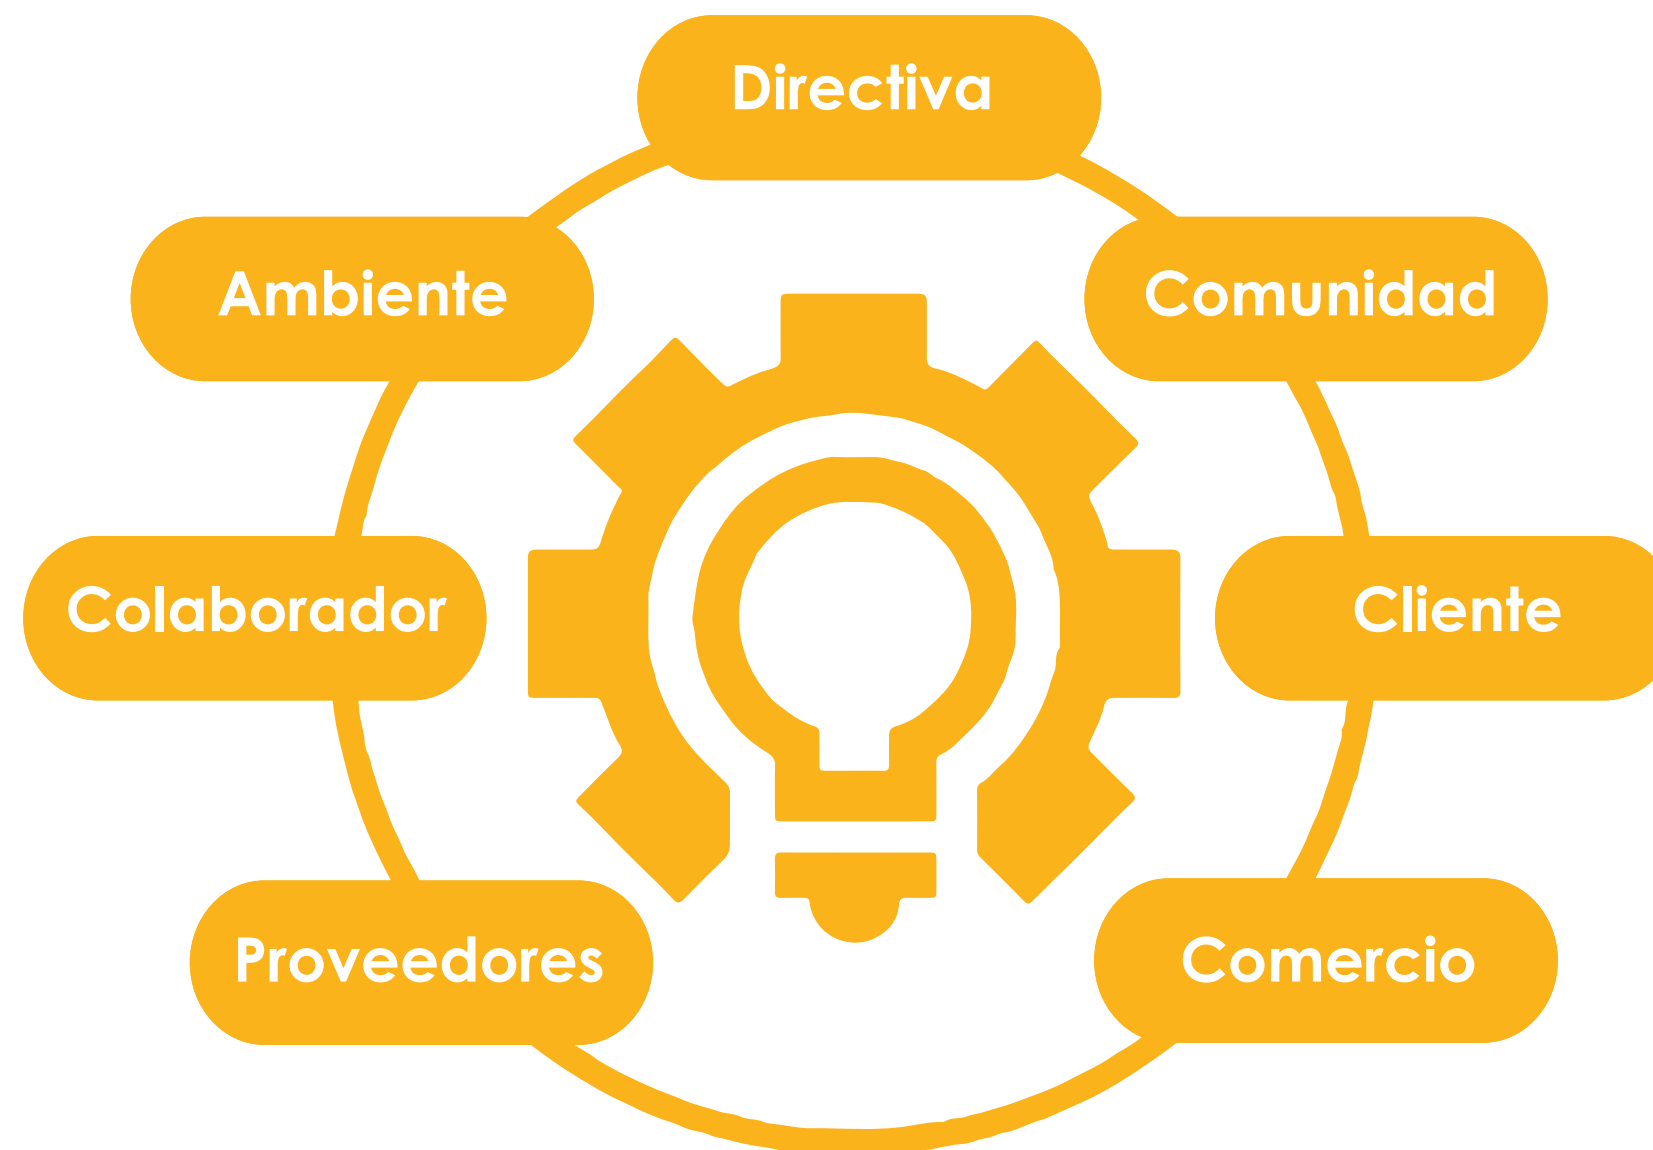 Directiva
Ambiente
Comunidad
Colaborador
Cliente
Proveedores
Comercio